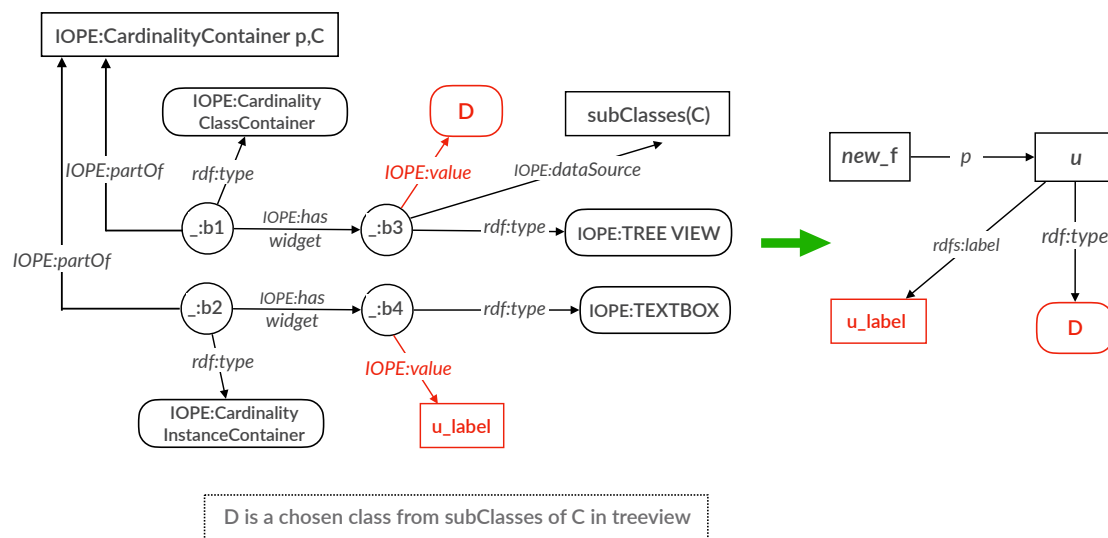 IOPE:CardinalityContainer p,C
IOPE:Cardinality
ClassContainer
D
subClasses(C)
IOPE:partOf
rdf:type
IOPE:value
IOPE:dataSource
_:b1
IOPE:has
widget
_:b3
rdf:type
IOPE:TREE VIEW
IOPE:partOf
_:b2
IOPE:has
widget
_:b4
rdf:type
IOPE:TEXTBOX
rdf:type
IOPE:value
IOPE:Cardinality
InstanceContainer
u_label
new_f
p
u
rdfs:label
rdf:type
u_label
D
D is a chosen class from subClasses of C in treeview